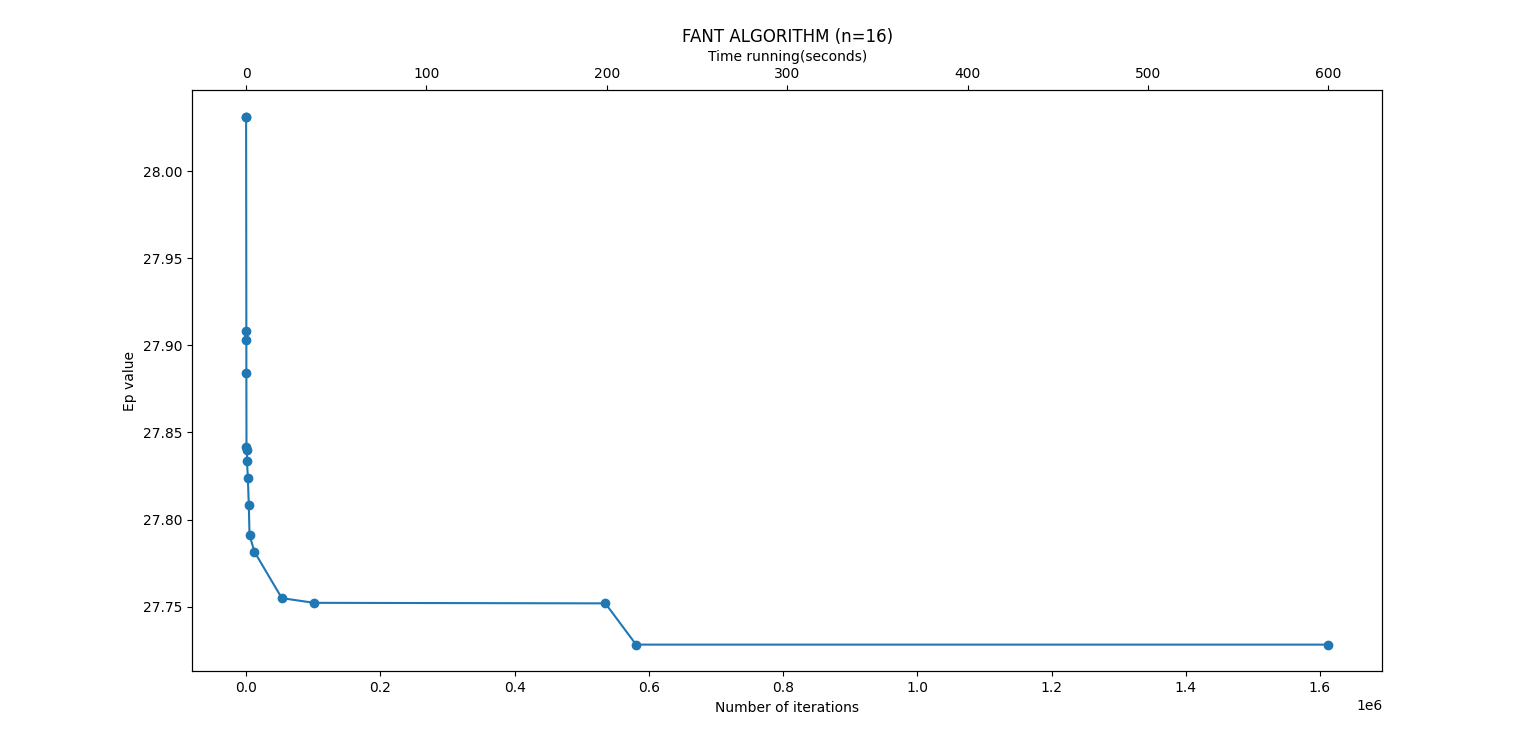 FANT ALGORITHM (n=16)
Time running(seconds)
0 100 200 300 400 500 600
28.00
27.95
27.90
27.85
27.80
27.75
Ep value
0.0 0.2 0.4 0.6 0.8 1.0 1.2 1.4 1.6
1e6
Number of iterations